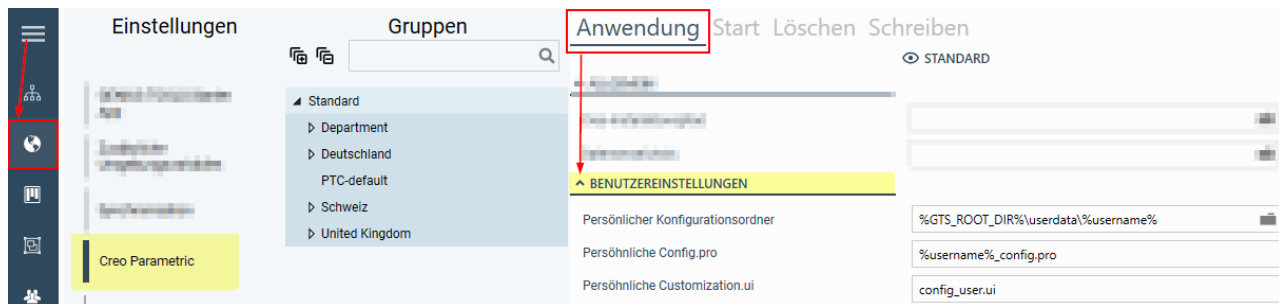 Einstellungen
Gruppen
Anwendung Start Löschen Schreiben
STANDARD
Standard
Department
Deutschland
PTC-default
Schweiz
United Kingdom
Creo Parametric
BENUTZEREINSTELLUNGEN
Persönlicher Konfigurationsordner
%GTS_ROOT_DIR%\userdata\%username%
Persöhnliche Config.pro
%username%_config.pro
Persöhnliche Customization.ui
config_user.ui